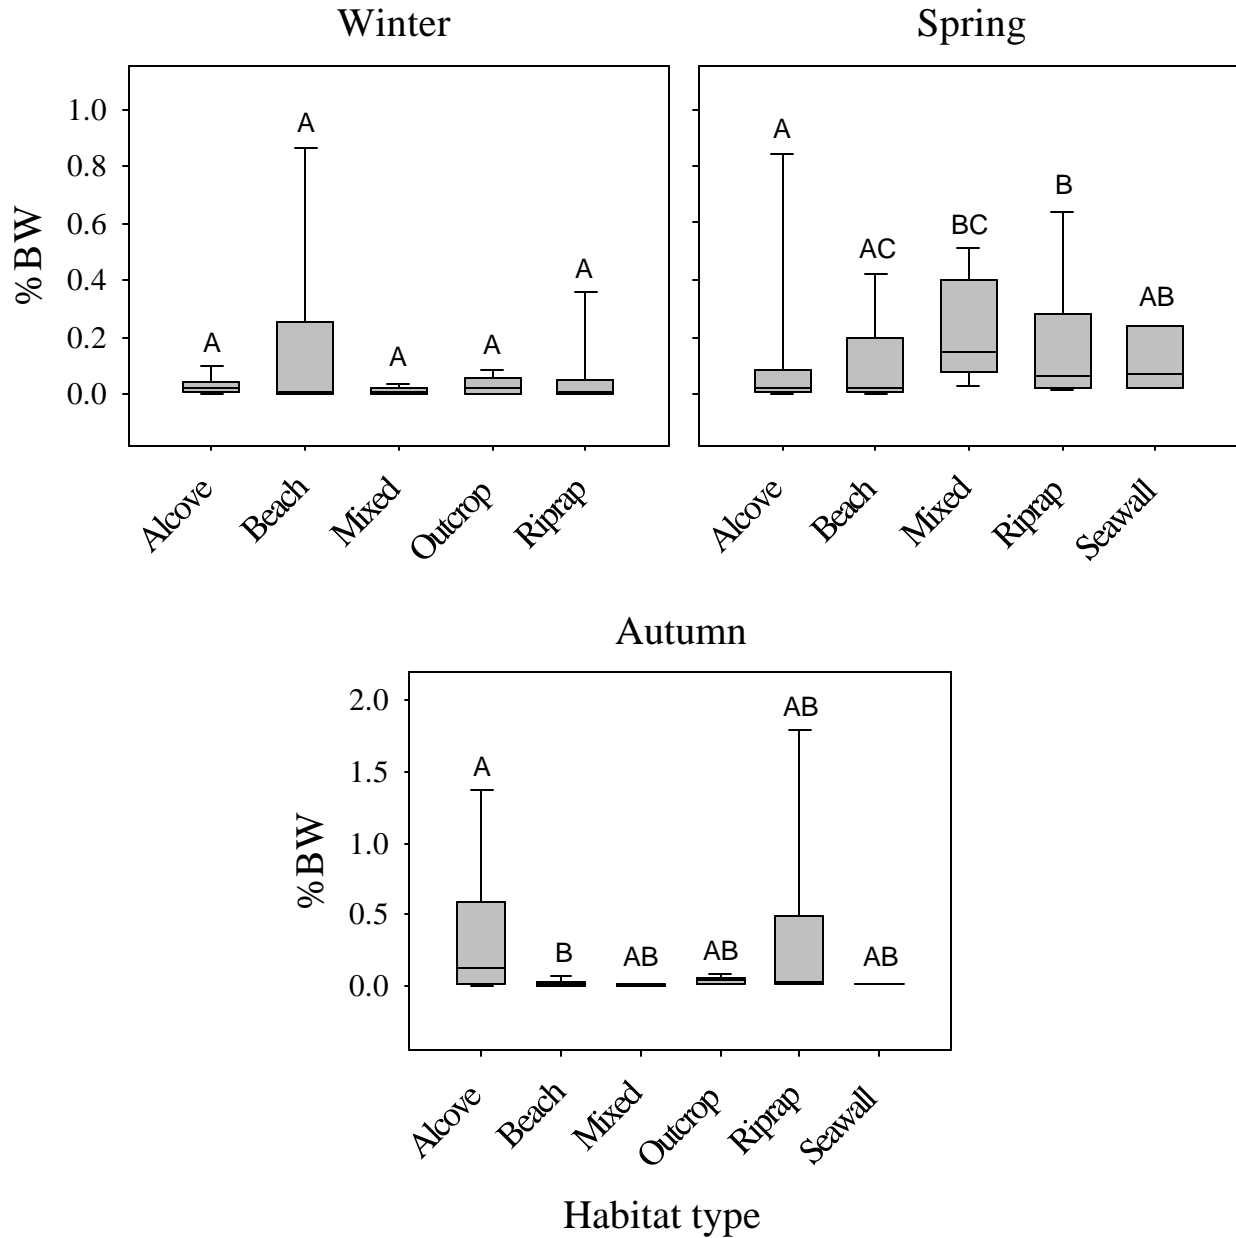 Winter
Spring
%BW
1.0
0.8
0.6
0.4
0.2
0.0
A
A
A
A
A
A
AC
BC
B
AB
Alcove
Beach
Mixed
Outcrop
Riprap
Alcove
Beach
Mixed
Riprap
Seawall
Autumn
%BW
2.0
1.5
1.0
0.5
0.0
A
B
AB
AB
AB
AB
Alcove
Beach
Mixed
Outcrop
Riprap
Seawall
Habitat type